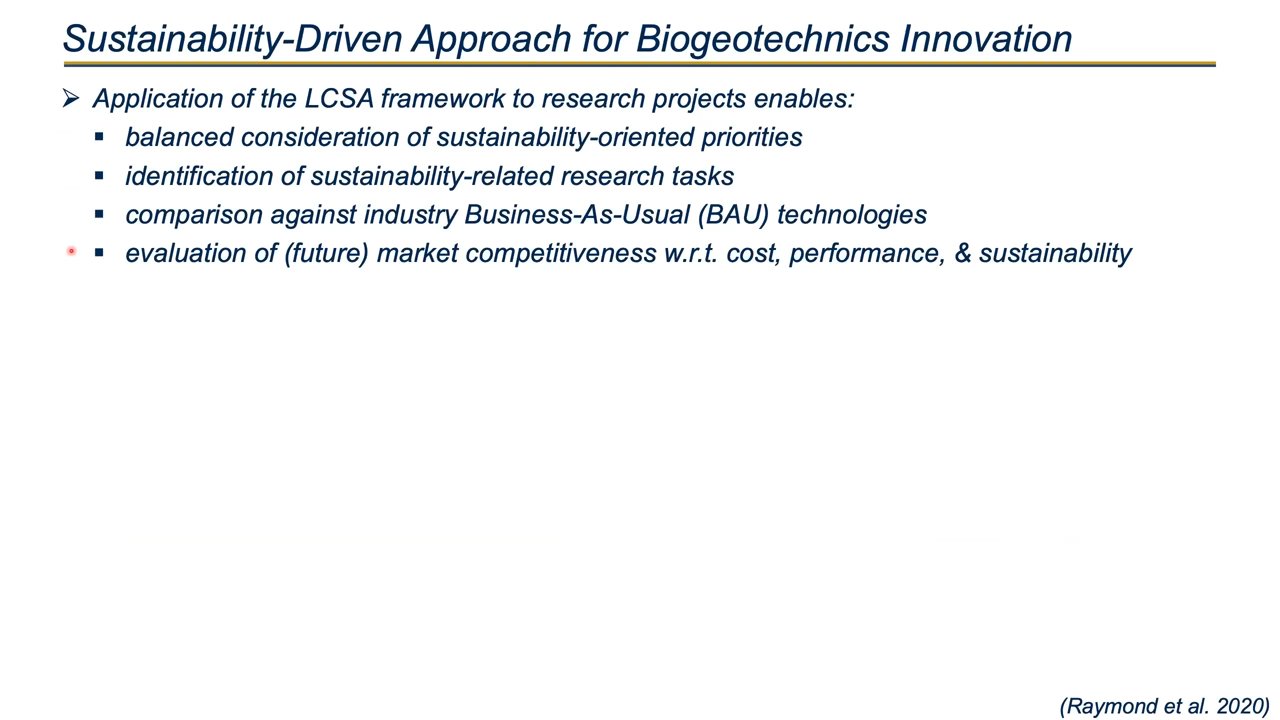 Sustainability-Driven Approach for Biogeotechnics Innovation
Application of the LCSA framework to research projects enables:
balanced consideration of sustainability-oriented priorities
identification of sustainability-related research tasks
comparison against industry Business-As-Usual (BAU) technologies
evaluation of (future) market competitiveness w.r.t. cost, performance, & sustainability
(Raymond et al. 2020)